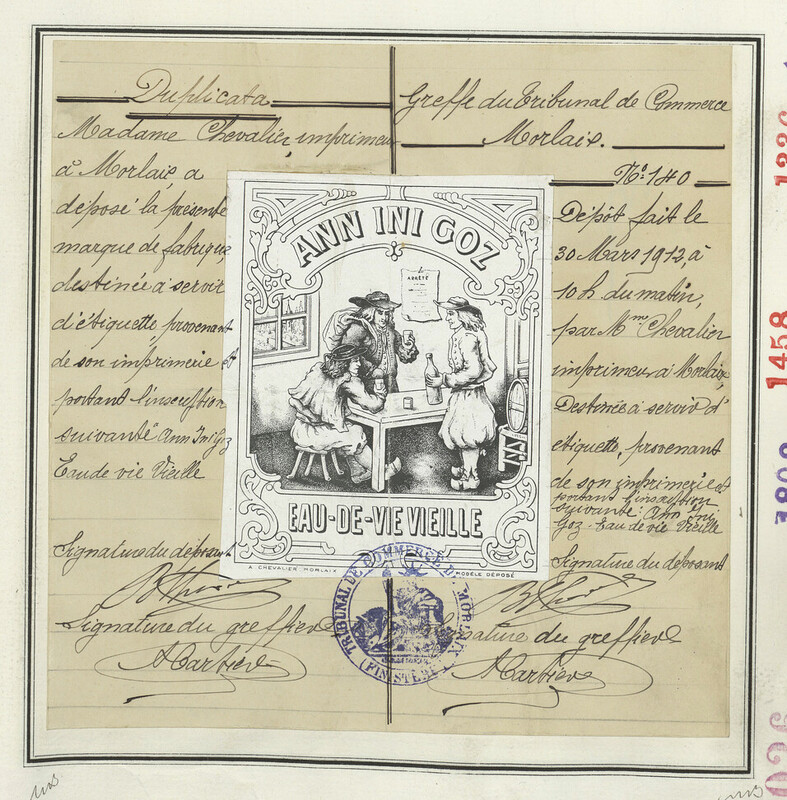 Duplicata
Madame Chevalier, imprimeur
à Morlaix, a
déposé la présente
marque de fabrique,
destinée à servir
d'étiquette, provenant
de son imprimerie et
portant l'inscription
suivante Ann Ini Goz
Eau de vie Vieille
Signature du déposant
Signature du greffier
Greffe du Tribunal de Commerce
Morlaix.
No 140
Dépôt fait le
30 Mars 1912, à
10 h du matin,
par Mme Chevalier
imprimeur à Morlaix,
Destinée à servir d'
étiquette, provenant
de son imprimerie et
portant l'inscription
suivante: Ann Ini
Goz - Eau de vie Vieille
Signature du déposant
Signature du greffier
ANN INI GOZ
ARRÊTÉ
EAU-DE-VIE VIEILLE
A CHEVALIER MORLAIX
MODÈLE DÉPOSÉ
TRIBUNAL DE COMMERCE DE MORLAIX
(FINISTÈRE)
1458